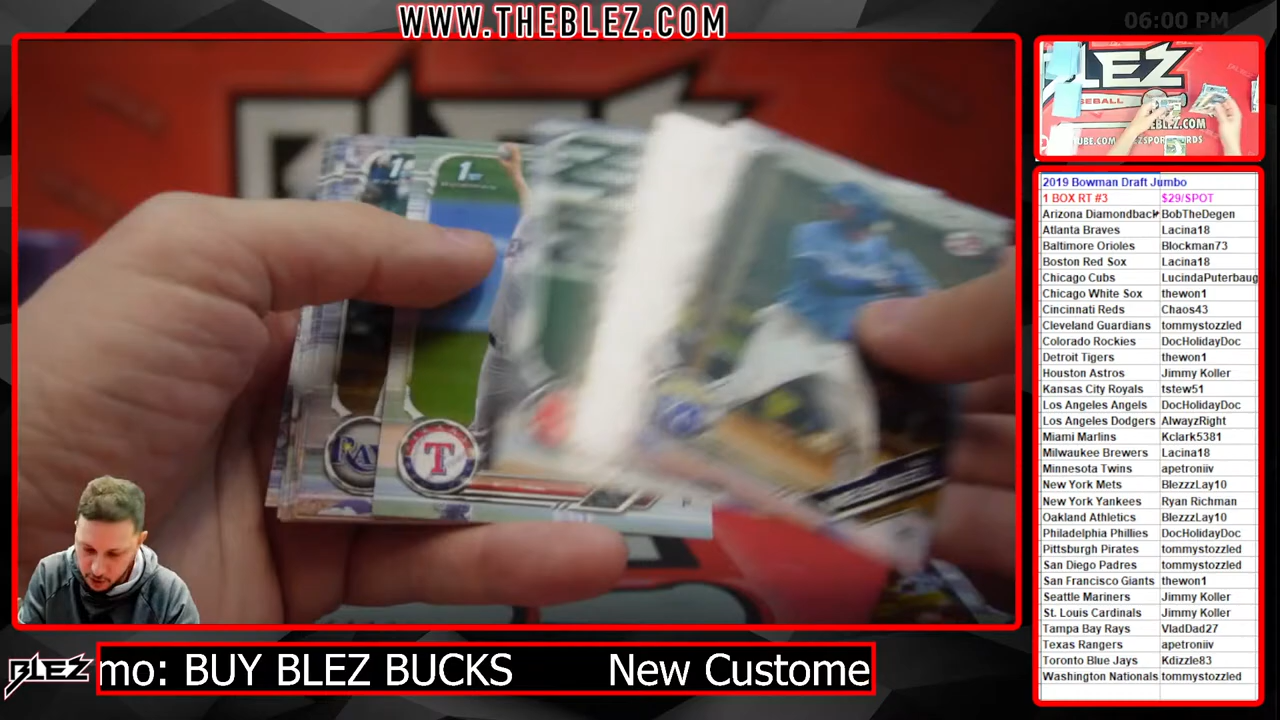 WWW.THEBLEZ.COM
06:00 PM
LEZ
SEBALL
Z.COM
1st
T
2019 Bowman Draft Jumbo
1 BOX RT #3 $29/SPOT
Arizona Diamondback BobTheDegen
Atlanta Braves Lacina18
Baltimore Orioles Blockman73
Boston Red Sox Lacina18
Chicago Cubs LucindaPuterbaug
Chicago White Sox thewon1
Cincinnati Reds Chaos43
Cleveland Guardians tommystozzled
Colorado Rockies DocHolidayDoc
Detroit Tigers thewon1
Houston Astros Jimmy Koller
Kansas City Royals tstew51
Los Angeles Angels DocHolidayDoc
Los Angeles Dodgers AlwayzRight
Miami Marlins Kclark5381
Milwaukee Brewers Lacina18
Minnesota Twins apetroniiv
New York Mets BlezzzLay10
New York Yankees Ryan Richman
Oakland Athletics BlezzzLay10
Philadelphia Phillies DocHolidayDoc
Pittsburgh Pirates tommystozzled
San Diego Padres tommystozzled
San Francisco Giants thewon1
Seattle Mariners Jimmy Koller
St. Louis Cardinals Jimmy Koller
Tampa Bay Rays VladDad27
Texas Rangers apetroniiv
Toronto Blue Jays Kdizzle83
Washington Nationals tommystozzled
BLEZ
mo: BUY BLEZ BUCKS New Custome